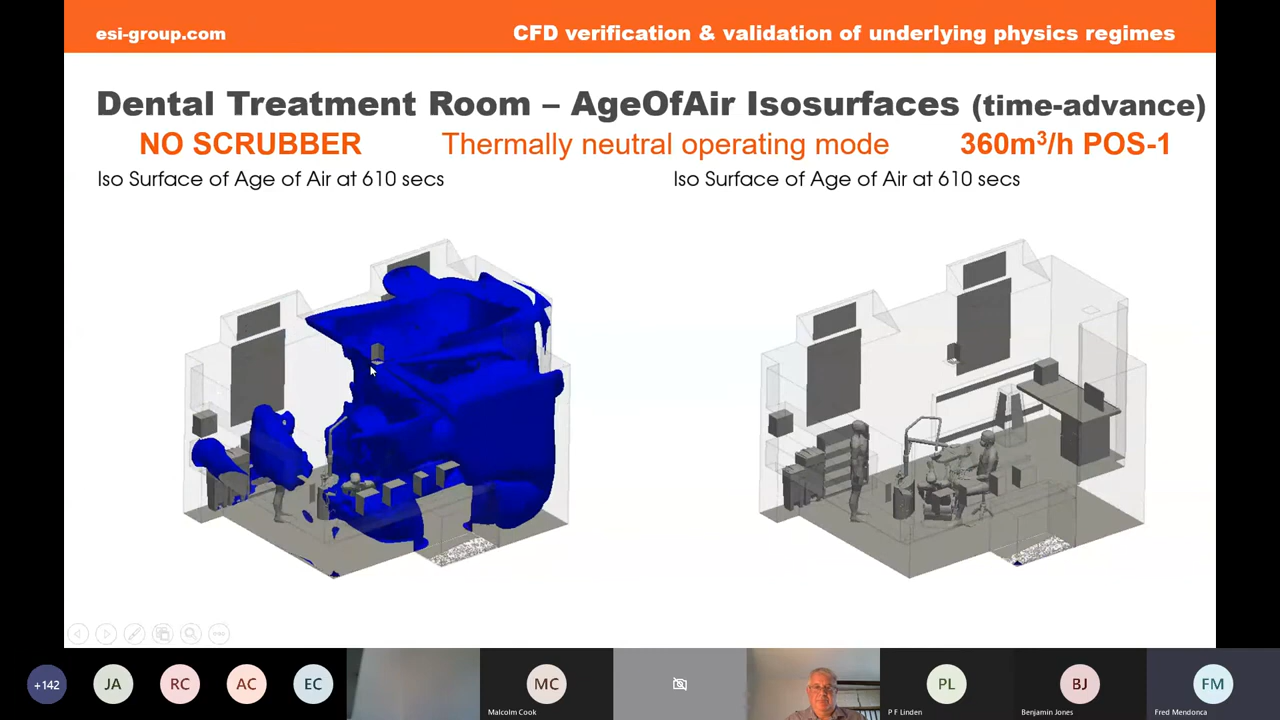 esi-group.com
CFD verification & validation of underlying physics regimes
Dental Treatment Room – AgeOfAir Isosurfaces (time-advance)
NO SCRUBBER
Thermally neutral operating mode
360m³/h POS-1
Iso Surface of Age of Air at 610 secs
Iso Surface of Age of Air at 610 secs
+142
JA
RC
AC
EC
MC
Malcolm Cook
PL
P F Linden
BJ
Benjamin Jones
FM
Fred Mendonca